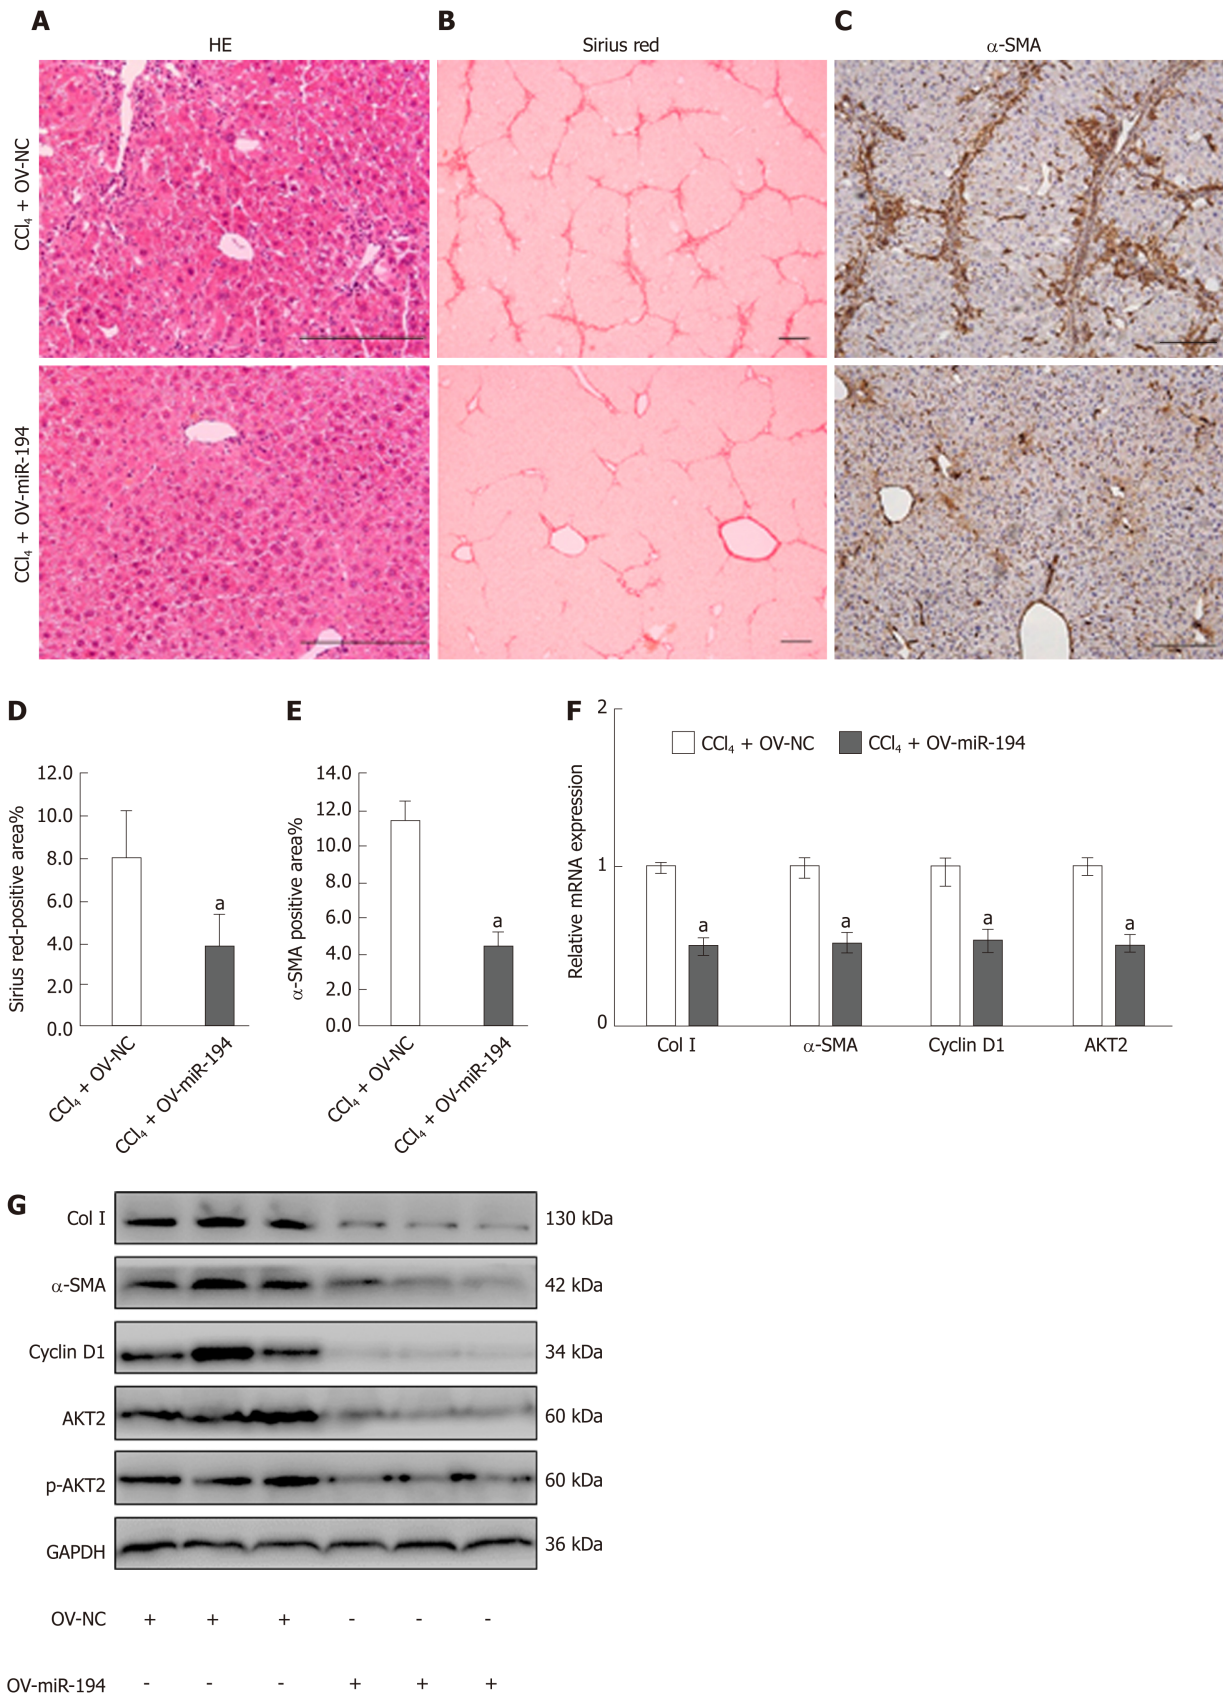 A
B
C
HE
Sirius red
α-SMA
CCl₄ + OV-NC
CCl₄ + OV-miR-194
D
E
F
Sirius red-positive area%
12.0
10.0
8.0
6.0
4.0
2.0
0.0
a
CCl₄ + OV-NC
CCl₄ + OV-miR-194
α-SMA positive area%
14.0
12.0
10.0
8.0
6.0
4.0
2.0
0.0
a
CCl₄ + OV-NC
CCl₄ + OV-miR-194
Relative mRNA expression
2
1
0
CCl₄ + OV-NC
CCl₄ + OV-miR-194
a
a
a
a
Col I
α-SMA
Cyclin D1
AKT2
G
Col I 130 kDa
α-SMA 42 kDa
Cyclin D1 34 kDa
AKT2 60 kDa
p-AKT2 60 kDa
GAPDH 36 kDa
OV-NC + + + - - -
OV-miR-194 - - - + + +